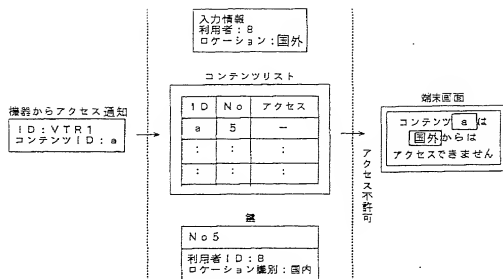 入力情報
利用者:B
ロケーション:国外
コンテンツリスト
ID No アクセス
a 5 ー
: : :
: : :
機器からアクセス通知
ID:VTR1
コンテンツID:a
端末画面
コンテンツ a は
国外 からは
アクセスできません
アクセス不許可
鍵
No5
利用者ID:B
ロケーション識別:国内